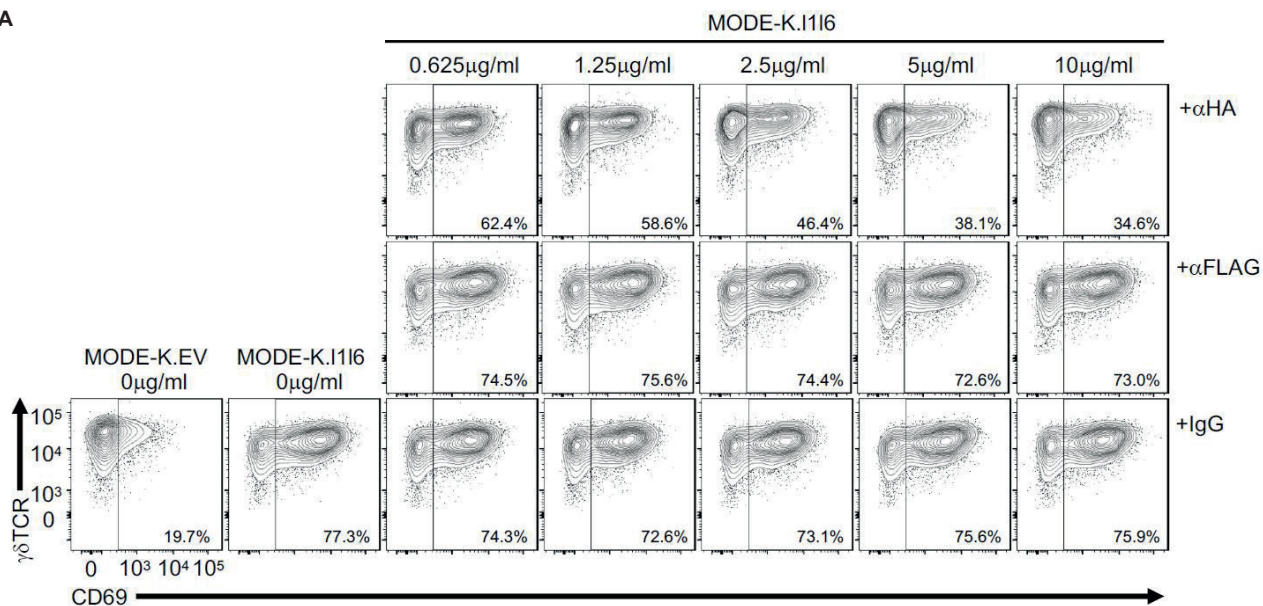 A
MODE-K.l1l6
0.625μg/ml 1.25μg/ml 2.5μg/ml 5μg/ml 10μg/ml
+αHA
62.4% 58.6% 46.4% 38.1% 34.6%
+αFLAG
74.5% 75.6% 74.4% 72.6% 73.0%
MODE-K.EV MODE-K.l1l6
0μg/ml 0μg/ml
+IgG
10⁵
10⁴
10³
0
γδTCR
19.7% 77.3% 74.3% 72.6% 73.1% 75.6% 75.9%
0 10³ 10⁴ 10⁵
CD69